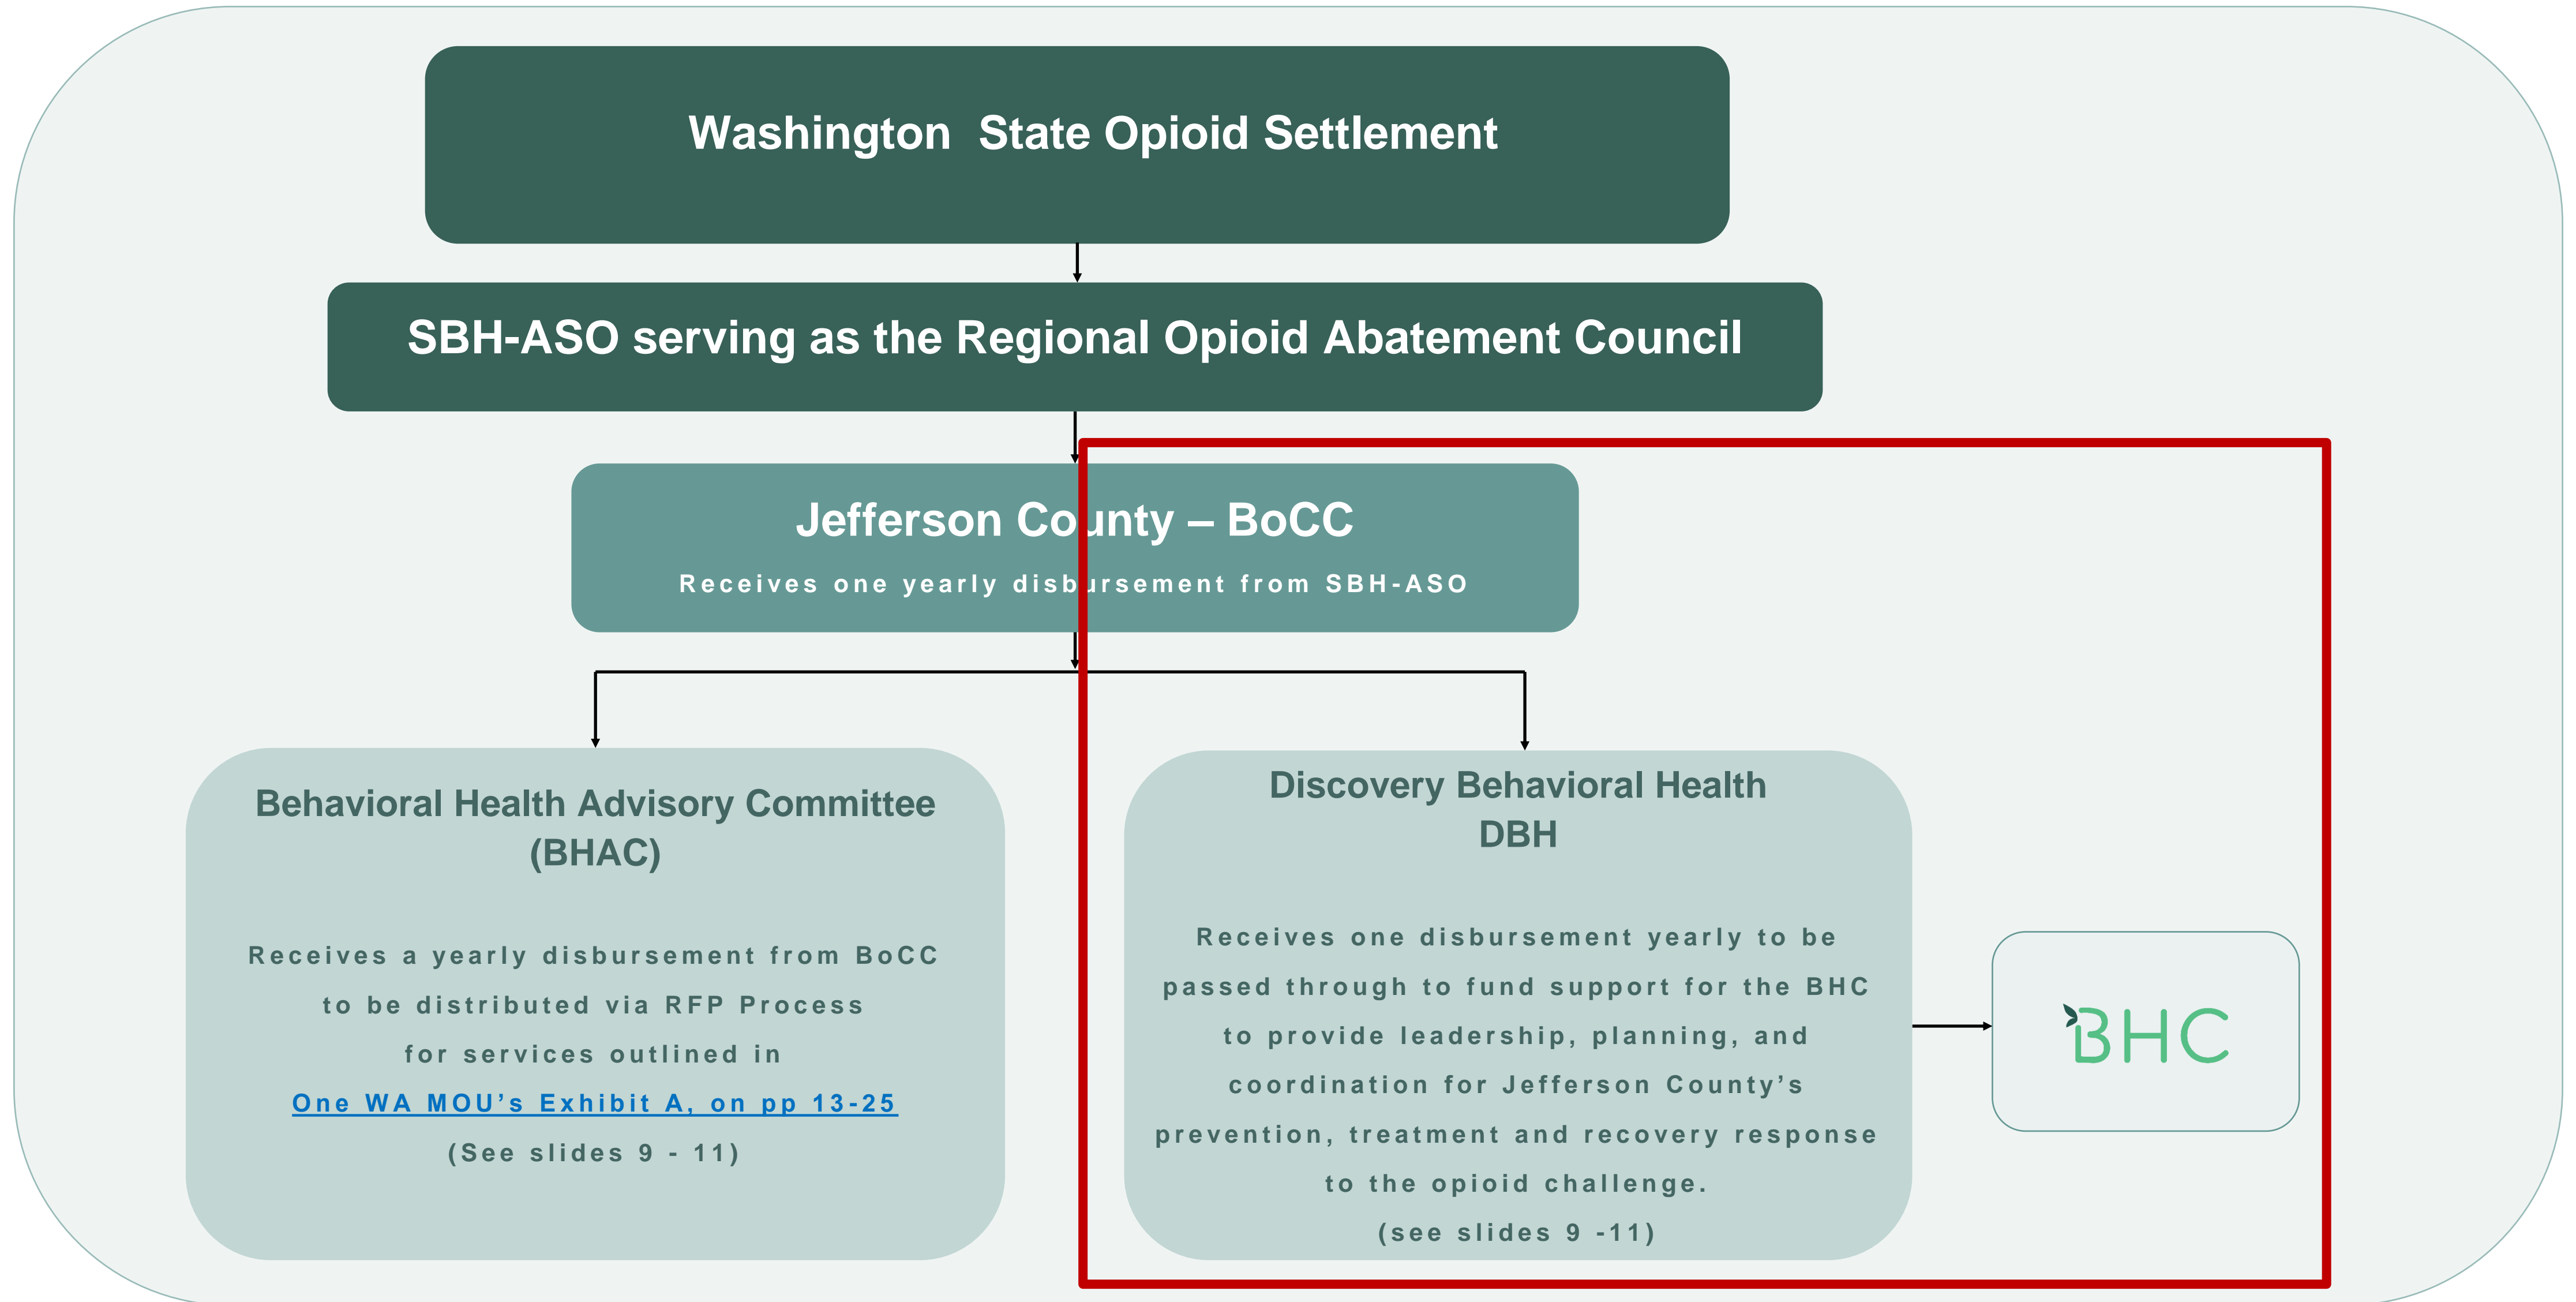 Washington State Opioid Settlement
SBH-ASO serving as the Regional Opioid Abatement Council
Jefferson County – BoCC
Receives one yearly disbursement from SBH-ASO
Behavioral Health Advisory Committee
(BHAC)
Receives a yearly disbursement from BoCC
to be distributed via RFP Process
for services outlined in
One WA MOU’s Exhibit A, on pp 13-25
(See slides 9 - 11)
Discovery Behavioral Health
DBH
Receives one disbursement yearly to be
passed through to fund support for the BHC
to provide leadership, planning, and
coordination for Jefferson County’s
prevention, treatment and recovery response
to the opioid challenge.
(see slides 9 -11)
BHC